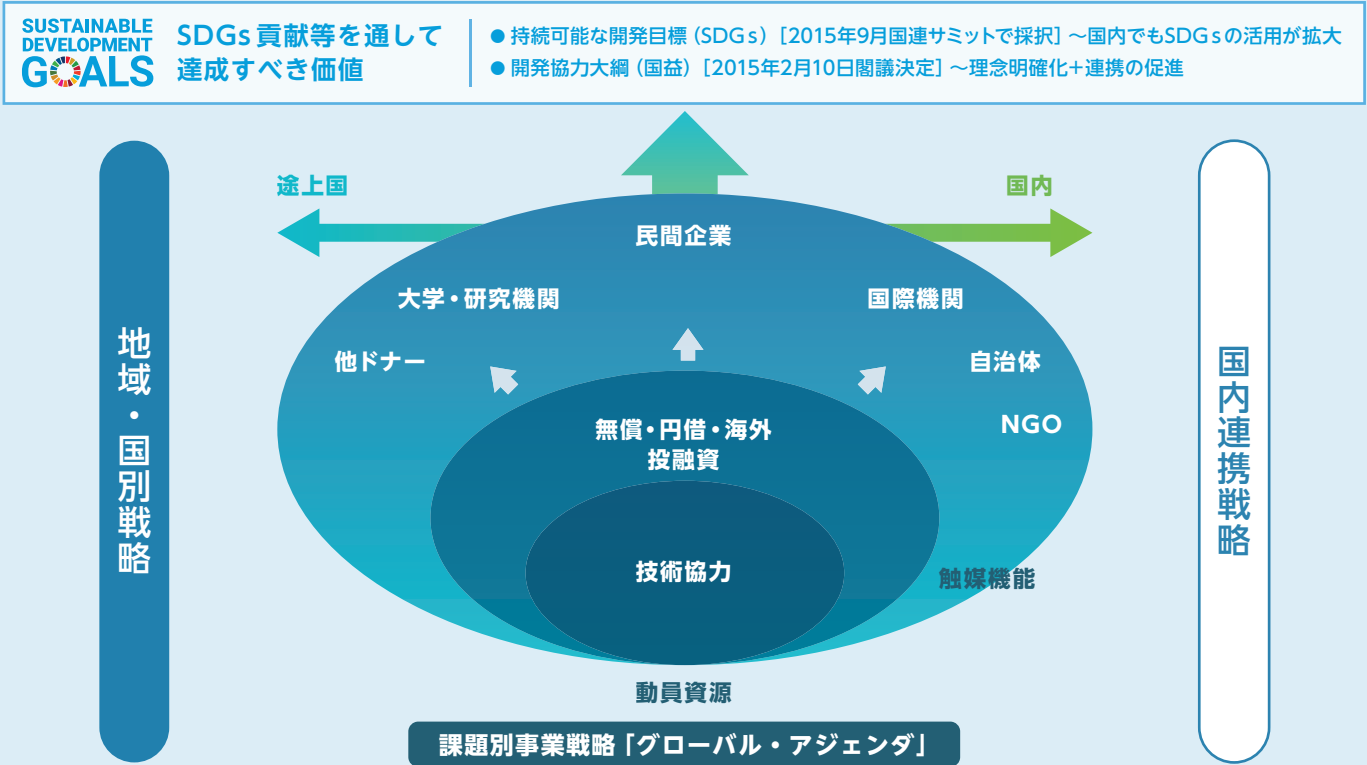 SUSTAINABLE
DEVELOPMENT
GOALS
SDGs貢献等を通して
達成すべき価値
● 持続可能な開発目標(SDGs)[2015年9月国連サミットで採択]~国内でもSDGsの活用が拡大
● 開発協力大綱(国益)[2015年2月10日閣議決定]~理念明確化+連携の促進
途上国
国内
民間企業
大学・研究機関
国際機関
他ドナー
自治体
NGO
地域・国別戦略
国内連携戦略
無償・円借・海外
投融資
技術協力
触媒機能
動員資源
課題別事業戦略「グローバル・アジェンダ」